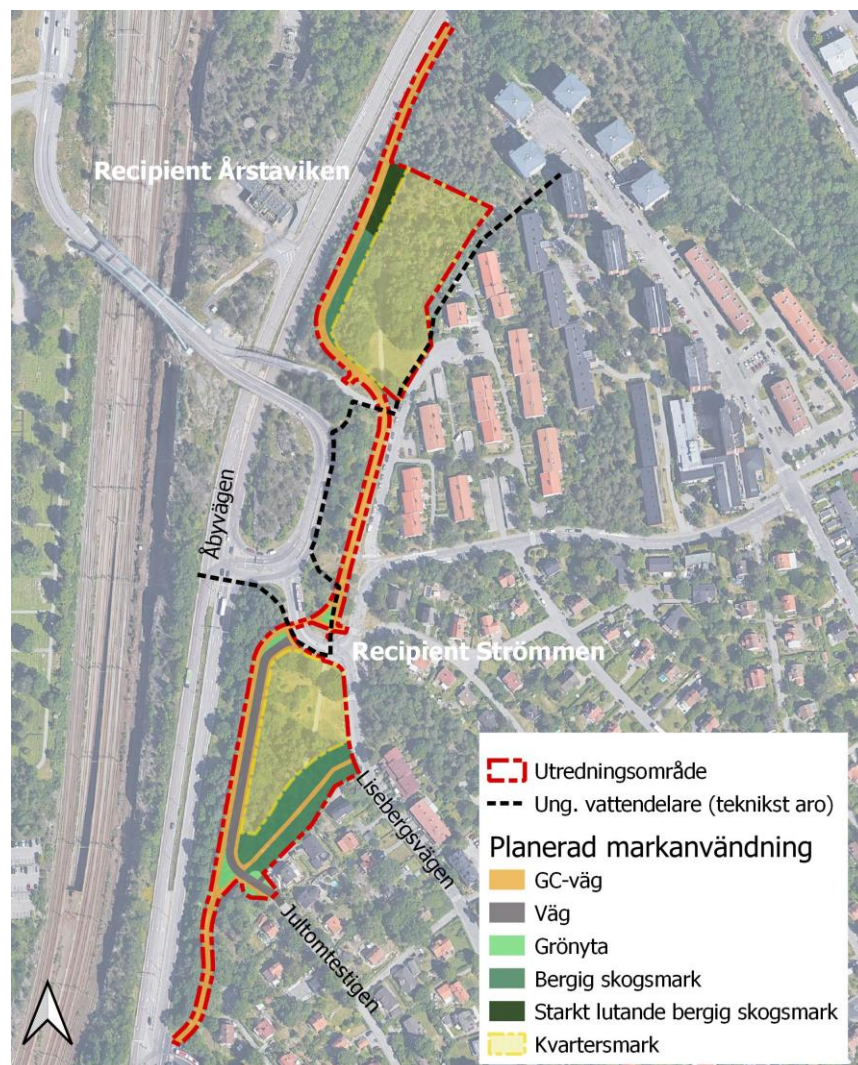 Recipient Årstaviken
Åbyvägen
Recipient Strömmen
Lisebergsvägen
Jultomtestigen
Utredningsområde
Ung. vattendelare (teknikst aro)
Planerad markanvändning
GC-väg
Väg
Grönyta
Bergig skogsmark
Starkt lutande bergig skogsmark
Kvartersmark